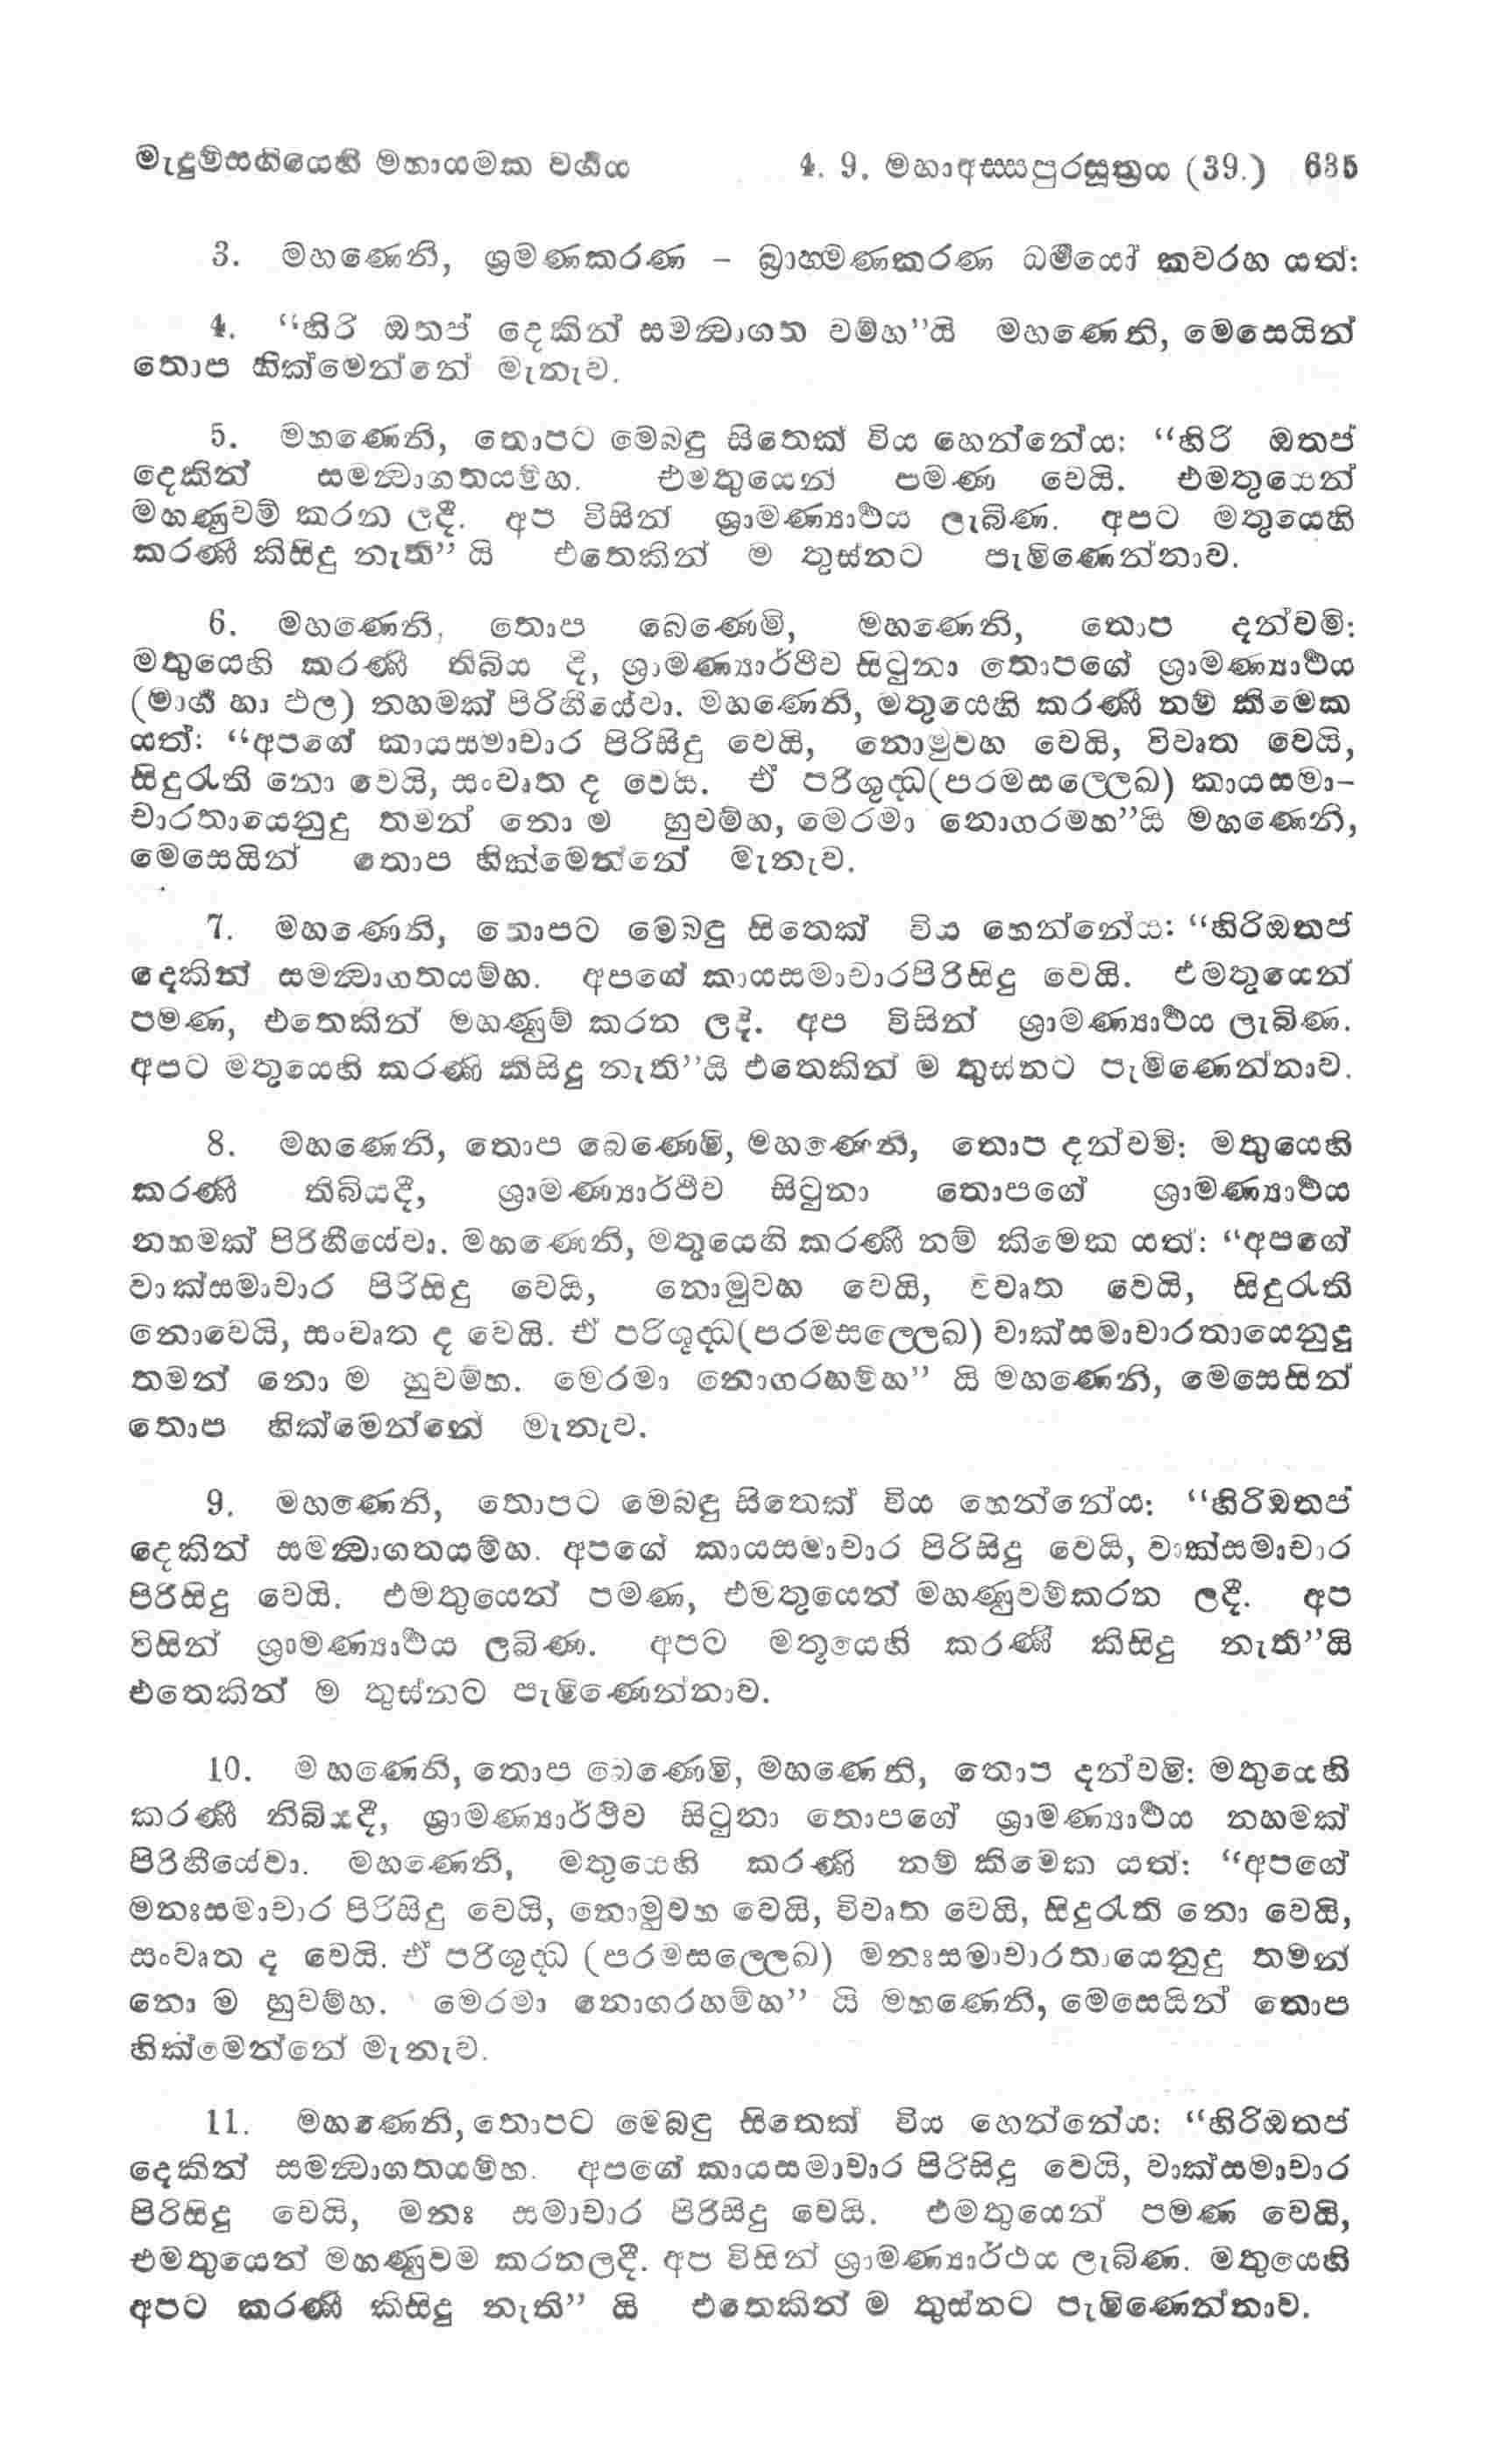 මැදුම්සඟියෙහි මහායමක වර්‍ගය 4. 9. මහාඅස්සපුරසූත්‍රය (39.) 635
3. මහණෙනි, ශ්‍රමණකරණ – බ්‍රාහ්මණකරණ ධර්‍මයෝ කවරහ යත්:
4. “හිරි ඔතප් දෙකින් සමන්‍වාගත වම්හ”යි මහණෙනි, මෙසෙයින්
තොප හික්මෙන්නේ මැනැව.
5. මහණෙනි, තොපට මෙබඳු සිතෙක් විය හෙන්නේය: “හිරි ඔතප්
දෙකින් සමන්‍වාගතයම්හ. එමතුයෙන් පමණ වෙයි. එමතුයෙන්
මහණුවම් කරන ලදී. අප විසින් ශ්‍රාමණ්‍යාර්‍ථය ලැබිණ. අපට මතුයෙහි
කරණී කිසිදු නැති” යි එතෙකින් ම තුස්නට පැමිණෙන්නාව.
6. මහණෙනි, තොප බෙණෙමි, මහණෙනි, තොප දන්වමි:
මතුයෙහි කරණී තිබිය දී, ශ්‍රාමණ්‍යාර්ථීව සිටුනා තොපගේ ශ්‍රාමණ්‍යාර්‍ථය
(මාර්‍ග හා ඵල) නහමක් පිරිහීයේවා. මහණෙනි, මතුයෙහි කරණී නම් කිමෙක
යත්: “අපගේ කායසමාචාර පිරිසිදු වෙයි, නොමුවහ වෙයි, විවෘත වෙයි,
සිදුරැති නො වෙයි, සංවෘත ද වෙයි. ඒ පරිශුද්‍ධ(පරමසල්ලෙඛ) කායසමා-
චාරතායෙනුදු තමන් නො ම හුවම්හ, මෙරමා නොගරමහ”යි මහණෙනි,
මෙසෙයින් තොප හික්මෙන්නේ මැනැව.
7. මහණෙනි, තොපට මෙබඳු සිතෙක් විය හෙන්නේය: “හිරිඔතප්
දෙකින් සමන්‍වාගතයම්හ. අපගේ කායසමාචාරපිරිසිදු වෙයි. එමතුයෙන්
පමණ, එතෙකින් මහණුම් කරන ලදී. අප විසින් ශ්‍රාමණ්‍යාර්‍ථය ලැබිණ.
අපට මතුයෙහි කරණී කිසිදු නැති”යි එතෙකින් ම තුස්නට පැමිණෙන්නාව.
8. මහණෙනි, තොප බෙණෙමි, මහණෙනි, තොප දන්වමි: මතුයෙහි
කරණී තිබියදී, ශ්‍රාමණ්‍යාර්ථීව සිටුනා තොපගේ ශ්‍රාමණ්‍යාර්‍ථය
නහමක් පිරිහීයේවා. මහණෙනි, මතුයෙහි කරණී නම් කිමෙක යත්: “අපගේ
වාක්සමාචාර පිරිසිදු වෙයි, නොමුවහ වෙයි, විවෘත වෙයි, සිදුරැති
නොවෙයි, සංවෘත ද වෙයි. ඒ පරිශුද්‍ධ(පරමසල්ලෙඛ) වාක්සමාචාරතායෙනුදු
තමන් නො ම හුවම්හ. මෙරමා නොගරහම්හ” යි මහණෙනි, මෙසෙසින්
තොප හික්මෙන්නේ මැනැව.
9. මහණෙනි, තොපට මෙබඳු සිතෙක් විය හෙන්නේය: “හිරිඔතප්
දෙකින් සමන්‍වාගතයම්හ. අපගේ කායසමාචාර පිරිසිදු වෙයි, වාක්සමාචාර
පිරිසිදු වෙයි. එමතුයෙන් පමණ, එමතුයෙන් මහණුවම්කරන ලදී. අප
විසින් ශ්‍රාමණ්‍යාර්‍ථය ලබිණ. අපට මතුයෙහි කරණී කිසිදු නැති”යි
එතෙකින් ම තුස්නට පැමිණෙන්නාව.
10. මහණෙනි, තොප බෙණෙමි, මහණෙනි, තොප දන්වමි: මතුයෙහි
කරණී තිබියදී, ශ්‍රාමණ්‍යාර්ථීව සිටුනා තොපගේ ශ්‍රාමණ්‍යාර්‍ථය නහමක්
පිරිහීයේවා. මහණෙනි, මතුයෙහි කරණී නම් කිමෙක යත්: “අපගේ
මනඃසමාචාර පිරිසිදු වෙයි, නොමුවහ වෙයි, විවෘත වෙයි, සිදුරැති නො වෙයි,
සංවෘත ද වෙයි. ඒ පරිශුද්‍ධ (පරමසල්ලෙඛ) මනඃසමාචාරතායෙනුදු තමන්
නො ම හුවම්හ. මෙරමා නොගරහම්හ” යි මහණෙනි, මෙසෙයින් තොප
හික්මෙන්නේ මැනැව.
11. මහණෙනි, තොපට මෙබඳු සිතෙක් විය හෙන්නේය: “හිරිඔතප්
දෙකින් සමන්‍වාගතයම්හ. අපගේ කායසමාචාර පිරිසිදු වෙයි, වාක්සමාචාර
පිරිසිදු වෙයි, මනඃ සමාචාර පිරිසිදු වෙයි. එමතුයෙන් පමණ වෙයි,
එමතුයෙන් මහණුවම කරනලදී. අප විසින් ශ්‍රාමණ්‍යාර්ථය ලැබිණ. මතුයෙහි
අපට කරණී කිසිදු නැති” යි එතෙකින් ම තුස්නට පැමිණෙන්නාව.